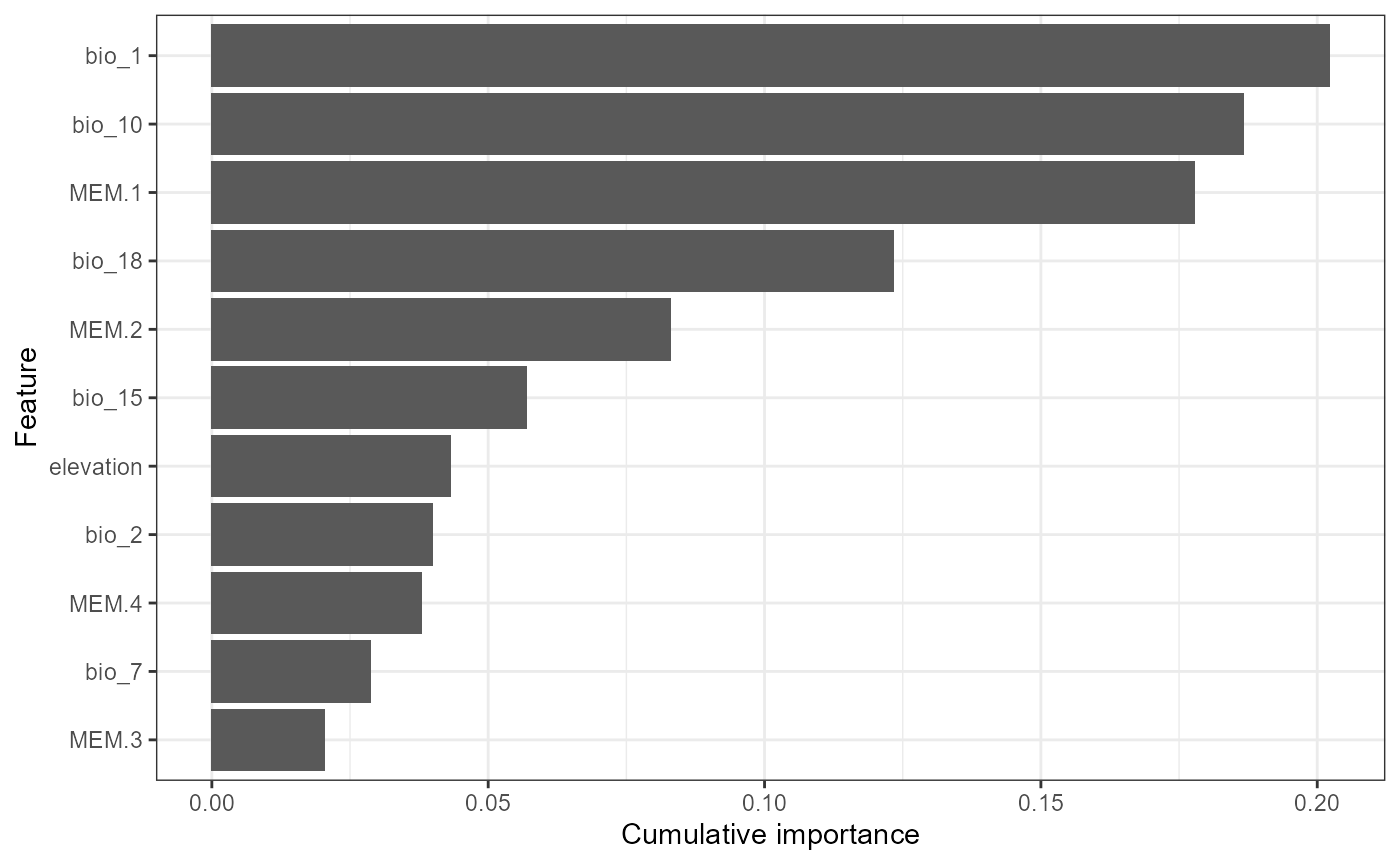 bio_1
bio_10
MEM.1
bio_18
MEM.2
bio_15
elevation
bio_2
MEM.4
bio_7
MEM.3
Feature
0.00 0.05 0.10 0.15 0.20
Cumulative importance